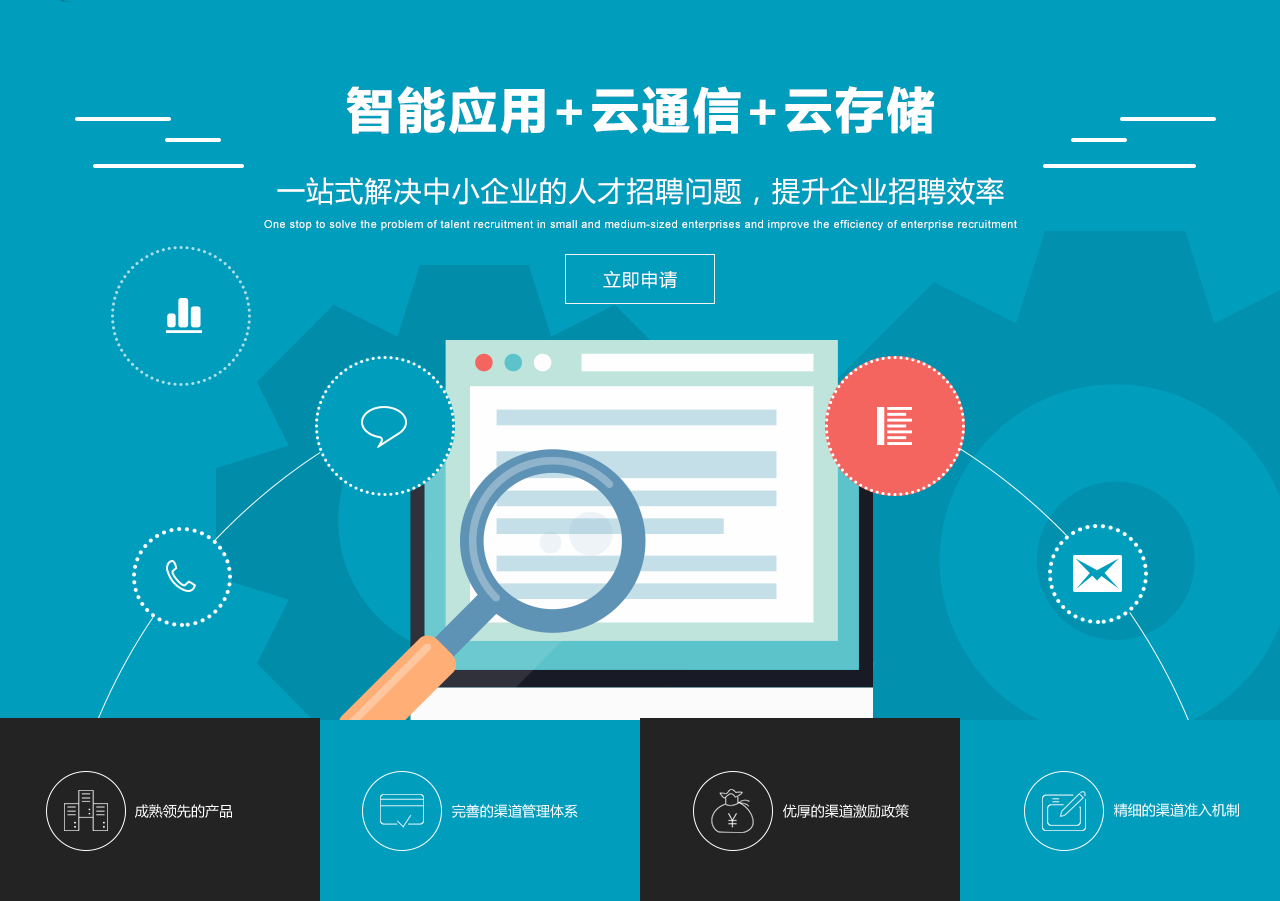 智能应用+云通信+云存储
一站式解决中小企业的人才招聘问题，提升企业招聘效率
One stop to solve the problem of talent recruitment in small and medium-sized enterprises and improve the efficiency of enterprise recruitment
立即申请
成熟领先的产品
完善的渠道管理体系
优厚的渠道激励政策
精细的渠道准入机制